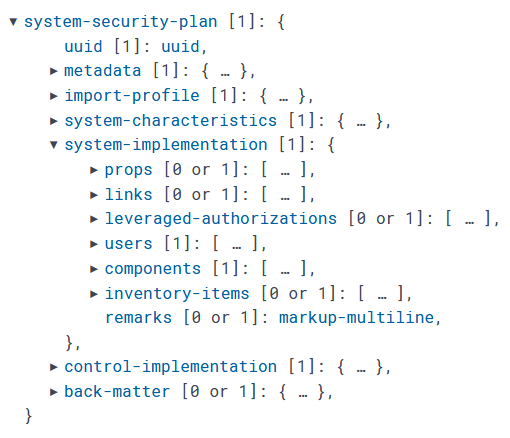 ▼ system-security-plan [1]: {
uuid [1]: uuid,
▶ metadata [1]: { … },
▶ import-profile [1]: { … },
▶ system-characteristics [1]: { … },
▼ system-implementation [1]: {
▶ props [0 or 1]: [ … ],
▶ links [0 or 1]: [ … ],
▶ leveraged-authorizations [0 or 1]: [ … ],
▶ users [1]: [ … ],
▶ components [1]: [ … ],
▶ inventory-items [0 or 1]: [ … ],
remarks [0 or 1]: markup-multiline,
},
▶ control-implementation [1]: { … },
▶ back-matter [0 or 1]: { … },
}